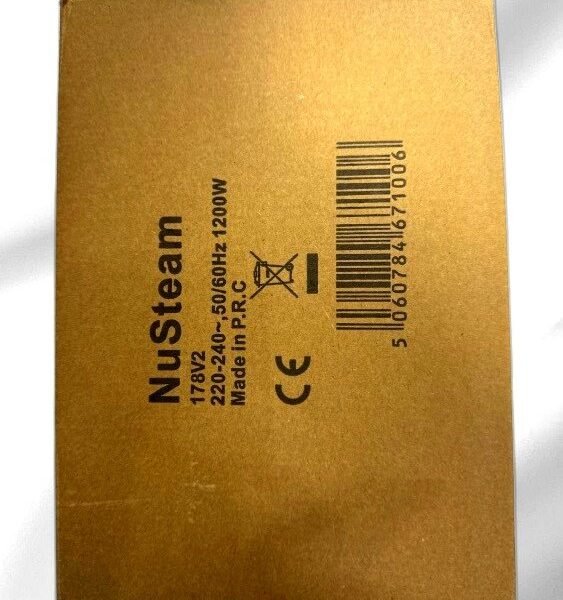 NuSteam
178V2
220-240~,50/60Hz 1200W
Made in P.R.C
CE
5 060784 671006